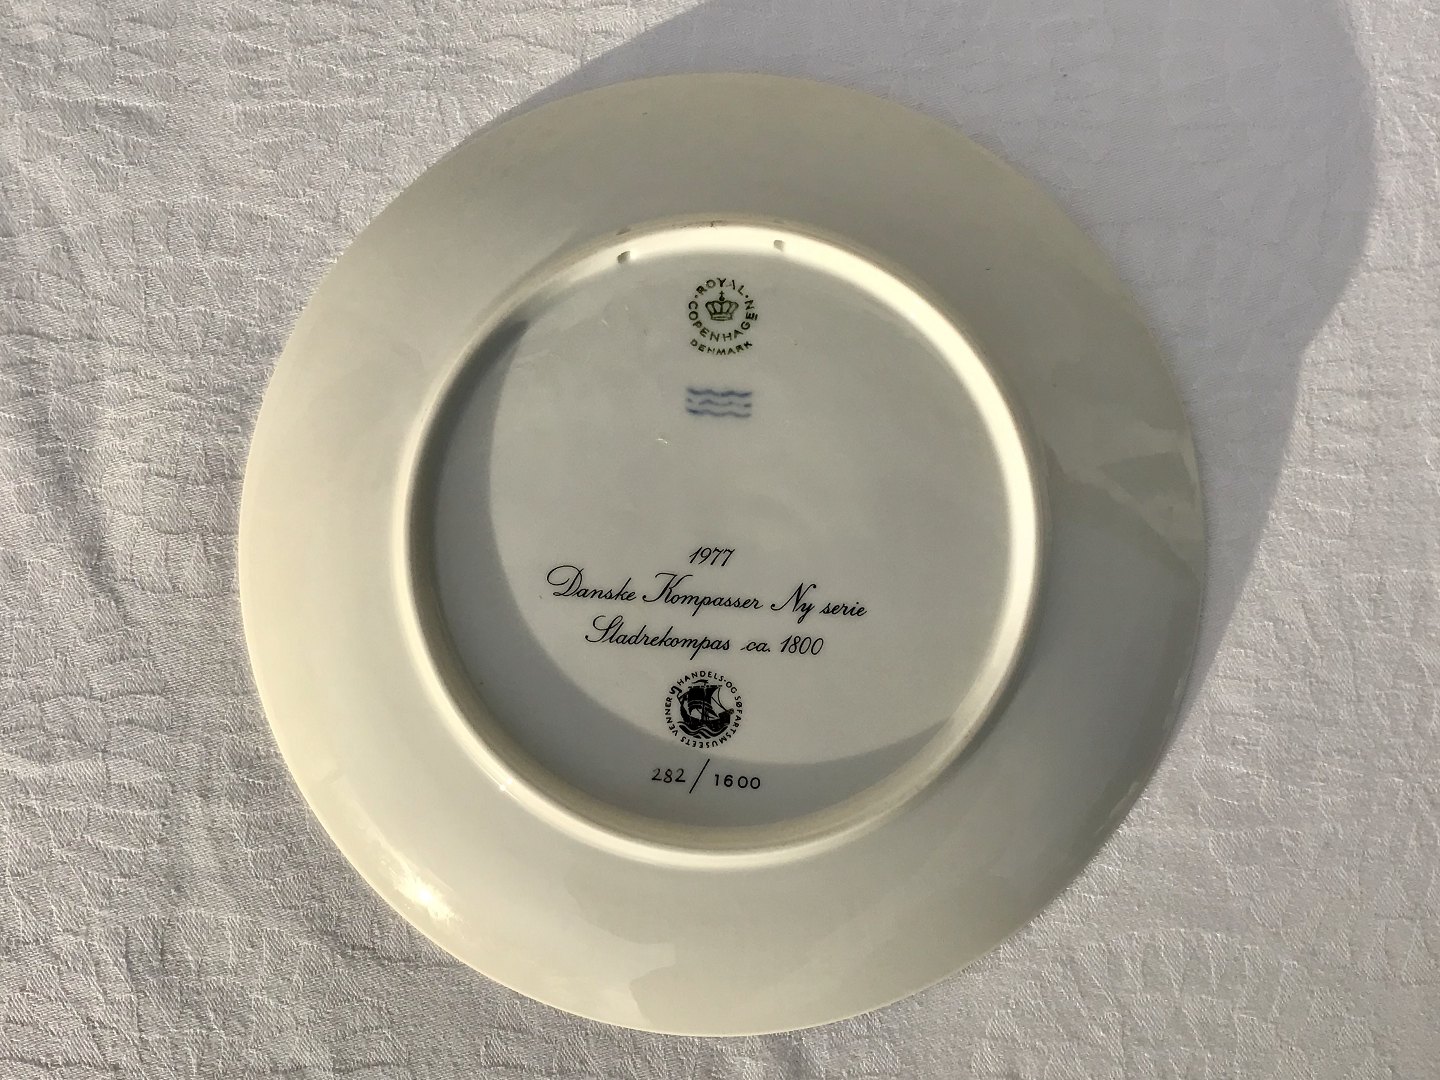 ROYAL
COPENHAGEN
DENMARK
1977
Danske Kompasser Ny serie
Sladrekompas ca. 1800
HANDELS-OG SØFARTSMUSEETS VENNER
282/1600